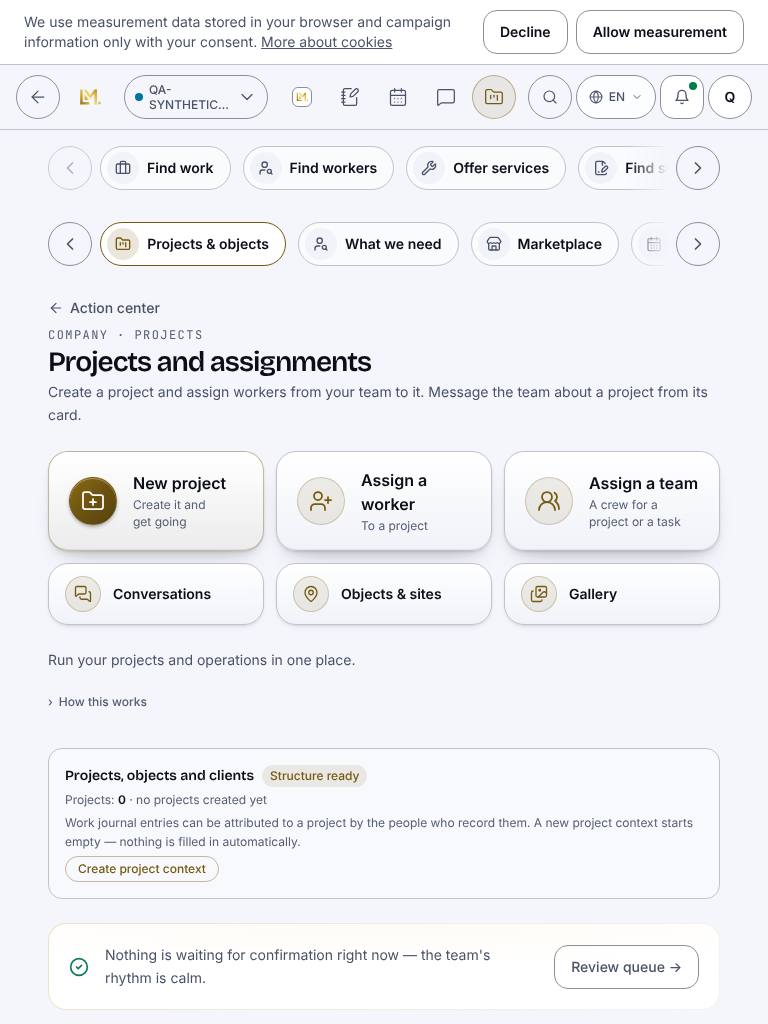 We use measurement data stored in your browser and campaign
information only with your consent. More about cookies
Decline
Allow measurement
LM.
QA-
SYNTHETIC...
LM.
EN
Q
Find work
Find workers
Offer services
Find s
Projects & objects
What we need
Marketplace
Action center
COMPANY · PROJECTS
Projects and assignments
Create a project and assign workers from your team to it. Message the team about a project from its
card.
New project
Create it and
get going
Assign a
worker
To a project
Assign a team
A crew for a
project or a task
Conversations
Objects & sites
Gallery
Run your projects and operations in one place.
› How this works
Projects, objects and clients
Structure ready
Projects: 0 · no projects created yet
Work journal entries can be attributed to a project by the people who record them. A new project context starts
empty — nothing is filled in automatically.
Create project context
Nothing is waiting for confirmation right now — the team's
rhythm is calm.
Review queue →